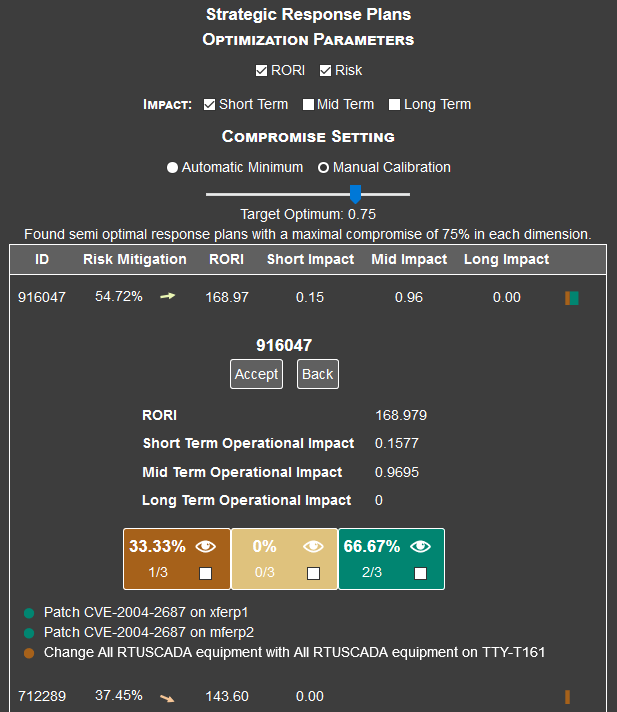 Strategic Response Plans
Optimization Parameters
RORI Risk
Impact: Short Term Mid Term Long Term
Compromise Setting
Automatic Minimum Manual Calibration
Target Optimum: 0.75
Found semi optimal response plans with a maximal compromise of 75% in each dimension.
ID Risk Mitigation RORI Short Impact Mid Impact Long Impact
916047 54.72% 168.97 0.15 0.96 0.00
916047
Accept Back
RORI 168.979
Short Term Operational Impact 0.1577
Mid Term Operational Impact 0.9695
Long Term Operational Impact 0
33.33% 0% 66.67%
1/3 0/3 2/3
Patch CVE-2004-2687 on xferp1
Patch CVE-2004-2687 on mferp2
Change All RTUSCADA equipment with All RTUSCADA equipment on TTY-T161
712289 37.45% 143.60 0.00